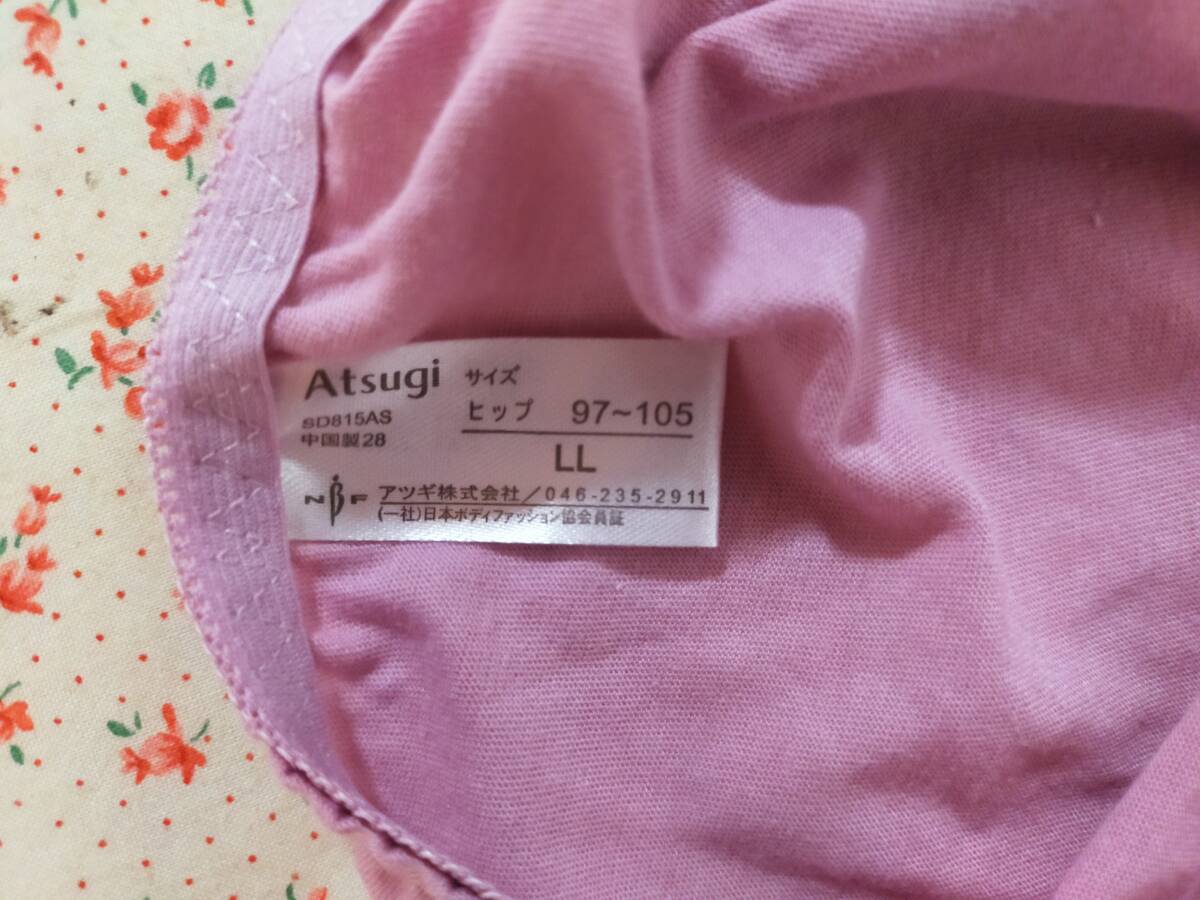 Atsugi
SD815AS
中国製28
サイズ
ヒップ 97~105
LL
NBF アツギ株式会社/046-235-2911
(一社)日本ボディファッション協会員証